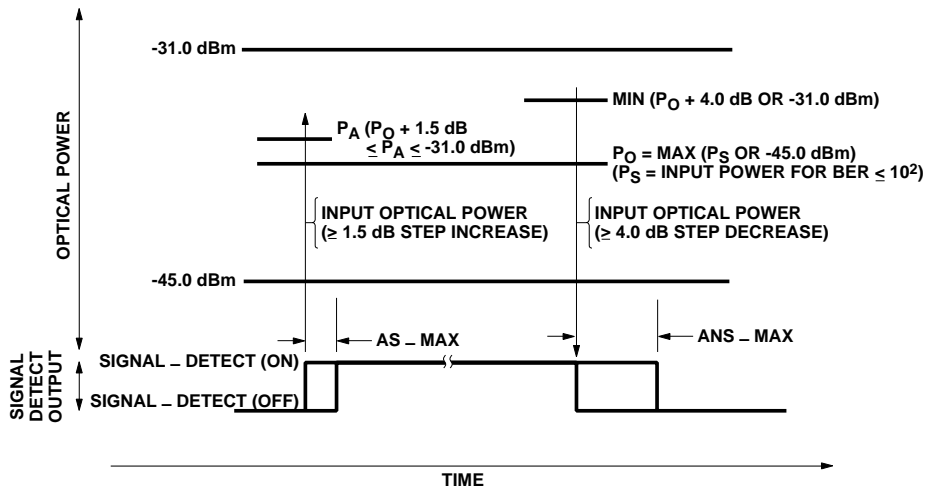 -31.0 dBm
MIN (PO + 4.0 dB OR -31.0 dBm)
PA (PO + 1.5 dB
≤ PA ≤ -31.0 dBm)
PO = MAX (PS OR -45.0 dBm)
(PS = INPUT POWER FOR BER ≤ 10²)
OPTICAL POWER
INPUT OPTICAL POWER
(≥ 1.5 dB STEP INCREASE)
INPUT OPTICAL POWER
(≥ 4.0 dB STEP DECREASE)
-45.0 dBm
AS – MAX
ANS – MAX
SIGNAL – DETECT (ON)
SIGNAL – DETECT (OFF)
SIGNAL
DETECT
OUTPUT
TIME